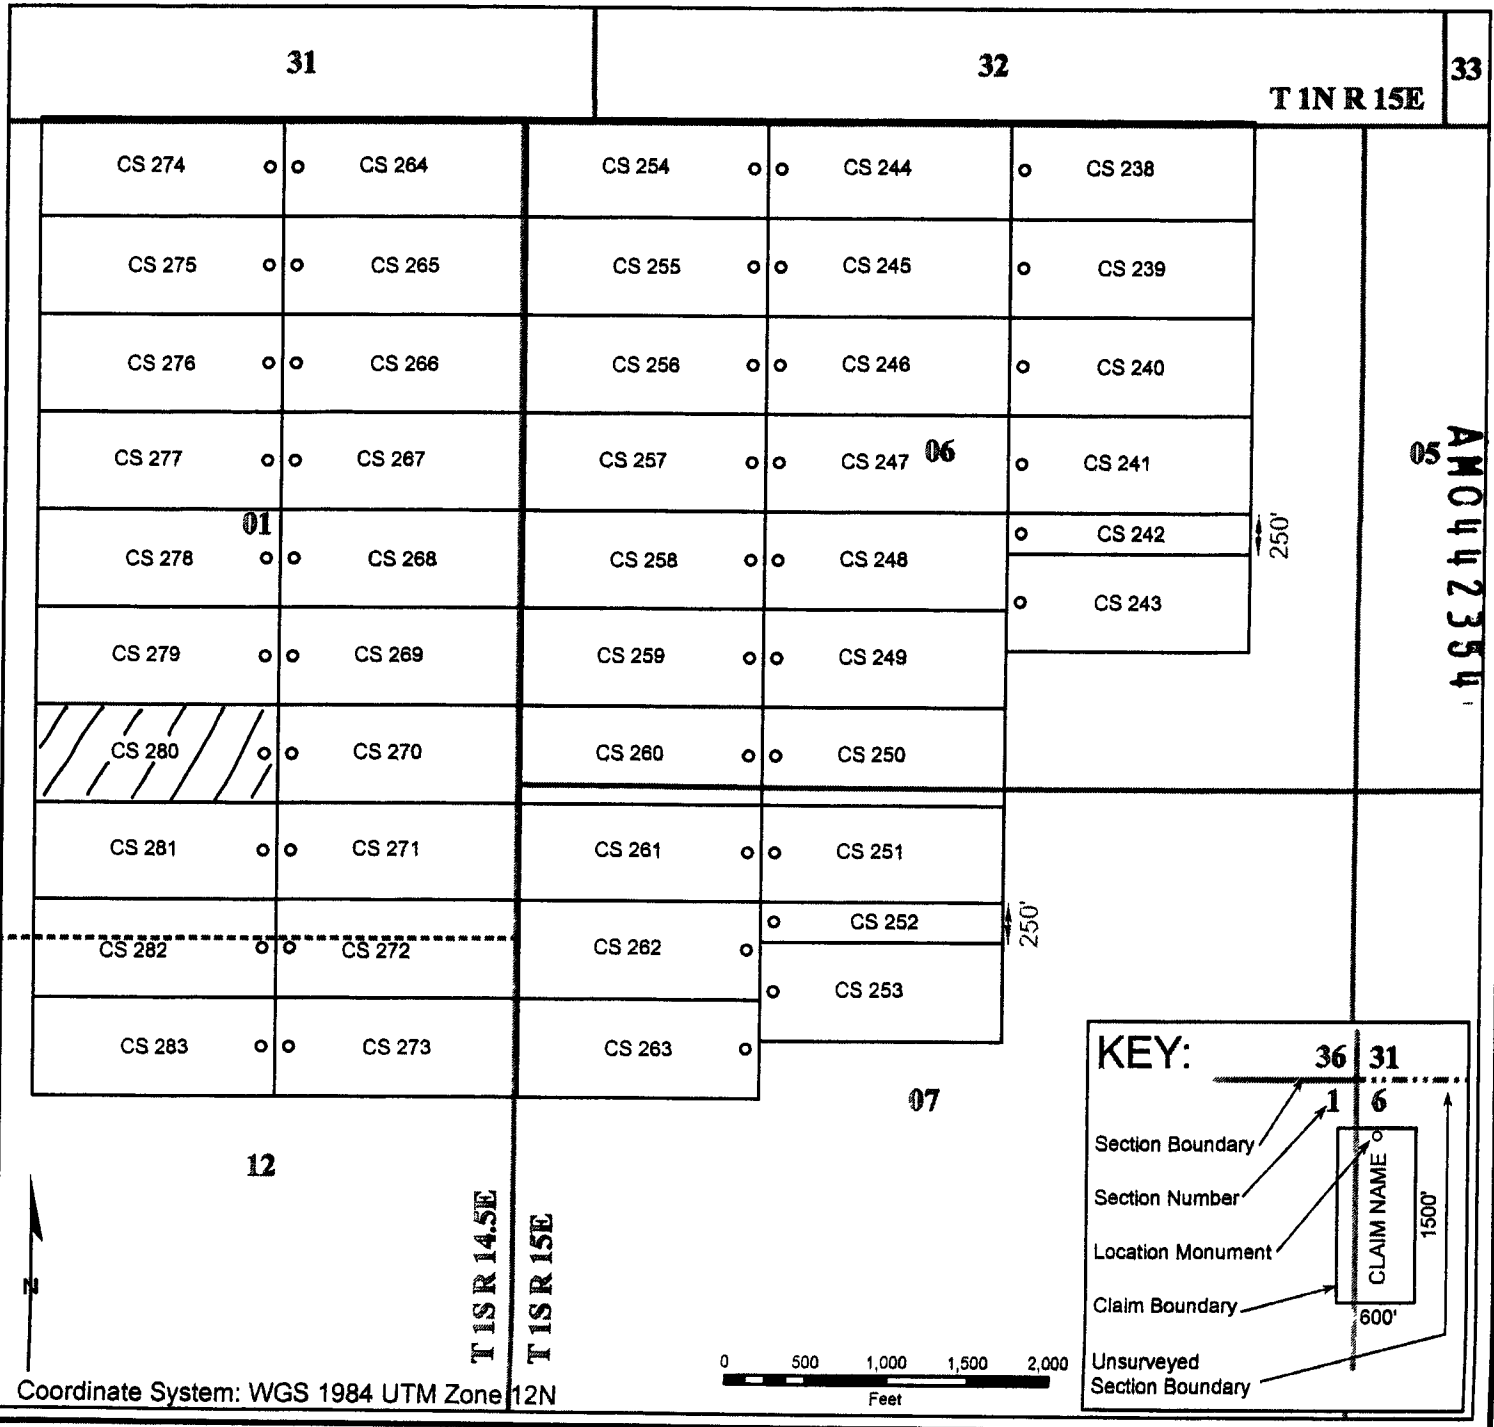 31
32
33
T 1N R 15E
CS 274
CS 264
CS 254
CS 244
CS 238
CS 275
CS 265
CS 255
CS 245
CS 239
CS 276
CS 266
CS 256
CS 246
CS 240
CS 277
CS 267
CS 257
CS 247
06
CS 241
05
01
CS 278
CS 268
CS 258
CS 248
CS 242
250'
CS 243
AMO442354
CS 279
CS 269
CS 259
CS 249
CS 280
CS 270
CS 260
CS 250
CS 281
CS 271
CS 261
CS 251
CS 282
CS 272
CS 262
CS 252
250'
CS 253
CS 283
CS 273
CS 263
07
12
T 1S R 14.5E
T 1S R 15E
N
KEY:
36 31
1 6
Section Boundary
Section Number
Location Monument
Claim Boundary
Unsurveyed
Section Boundary
CLAIM NAME
1500'
600'
0 500 1,000 1,500 2,000
Feet
Coordinate System: WGS 1984 UTM Zone 12N